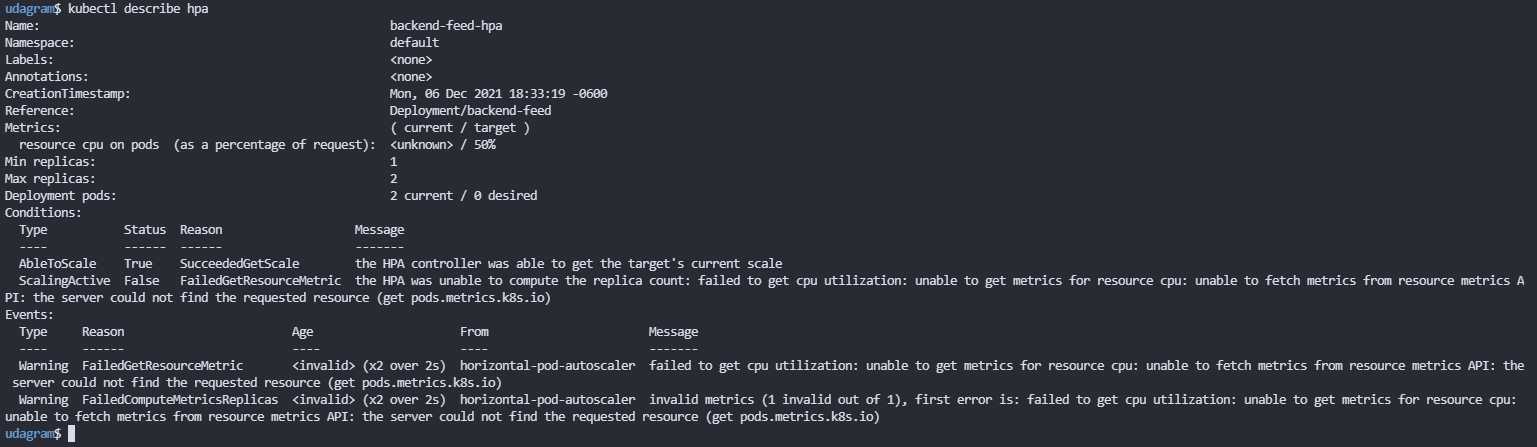 udagram$ kubectl describe hpa
Name:                                                  backend-feed-hpa
Namespace:                                             default
Labels:                                                <none>
Annotations:                                           <none>
CreationTimestamp:                                     Mon, 06 Dec 2021 18:33:19 -0600
Reference:                                             Deployment/backend-feed
Metrics:                                               ( current / target )
  resource cpu on pods  (as a percentage of request):  <unknown> / 50%
Min replicas:                                          1
Max replicas:                                          2
Deployment pods:                                       2 current / 0 desired
Conditions:
  Type           Status  Reason                   Message
  ----           ------  ------                   -------
  AbleToScale    True    SucceededGetScale        the HPA controller was able to get the target's current scale
  ScalingActive  False   FailedGetResourceMetric  the HPA was unable to compute the replica count: failed to get cpu utilization: unable to get metrics for resource cpu: unable to fetch metrics from resource metrics A
PI: the server could not find the requested resource (get pods.metrics.k8s.io)
Events:
  Type     Reason                        Age                     From                       Message
  ----     ------                        ----                    ----                       -------
  Warning  FailedGetResourceMetric       <invalid> (x2 over 2s)  horizontal-pod-autoscaler  failed to get cpu utilization: unable to get metrics for resource cpu: unable to fetch metrics from resource metrics API: the
 server could not find the requested resource (get pods.metrics.k8s.io)
  Warning  FailedComputeMetricsReplicas  <invalid> (x2 over 2s)  horizontal-pod-autoscaler  invalid metrics (1 invalid out of 1), first error is: failed to get cpu utilization: unable to get metrics for resource cpu:
unable to fetch metrics from resource metrics API: the server could not find the requested resource (get pods.metrics.k8s.io)
udagram$